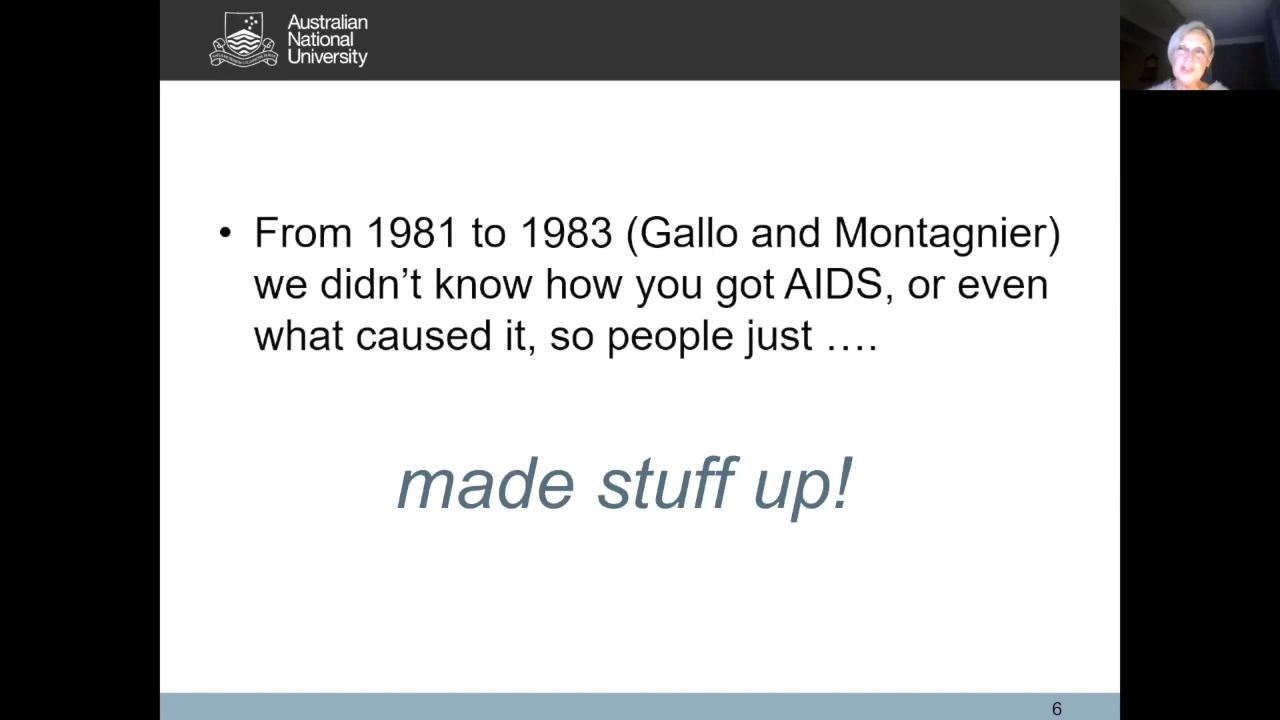 Australian
National
University
• From 1981 to 1983 (Gallo and Montagnier)
we didn’t know how you got AIDS, or even
what caused it, so people just ….
made stuff up!
6